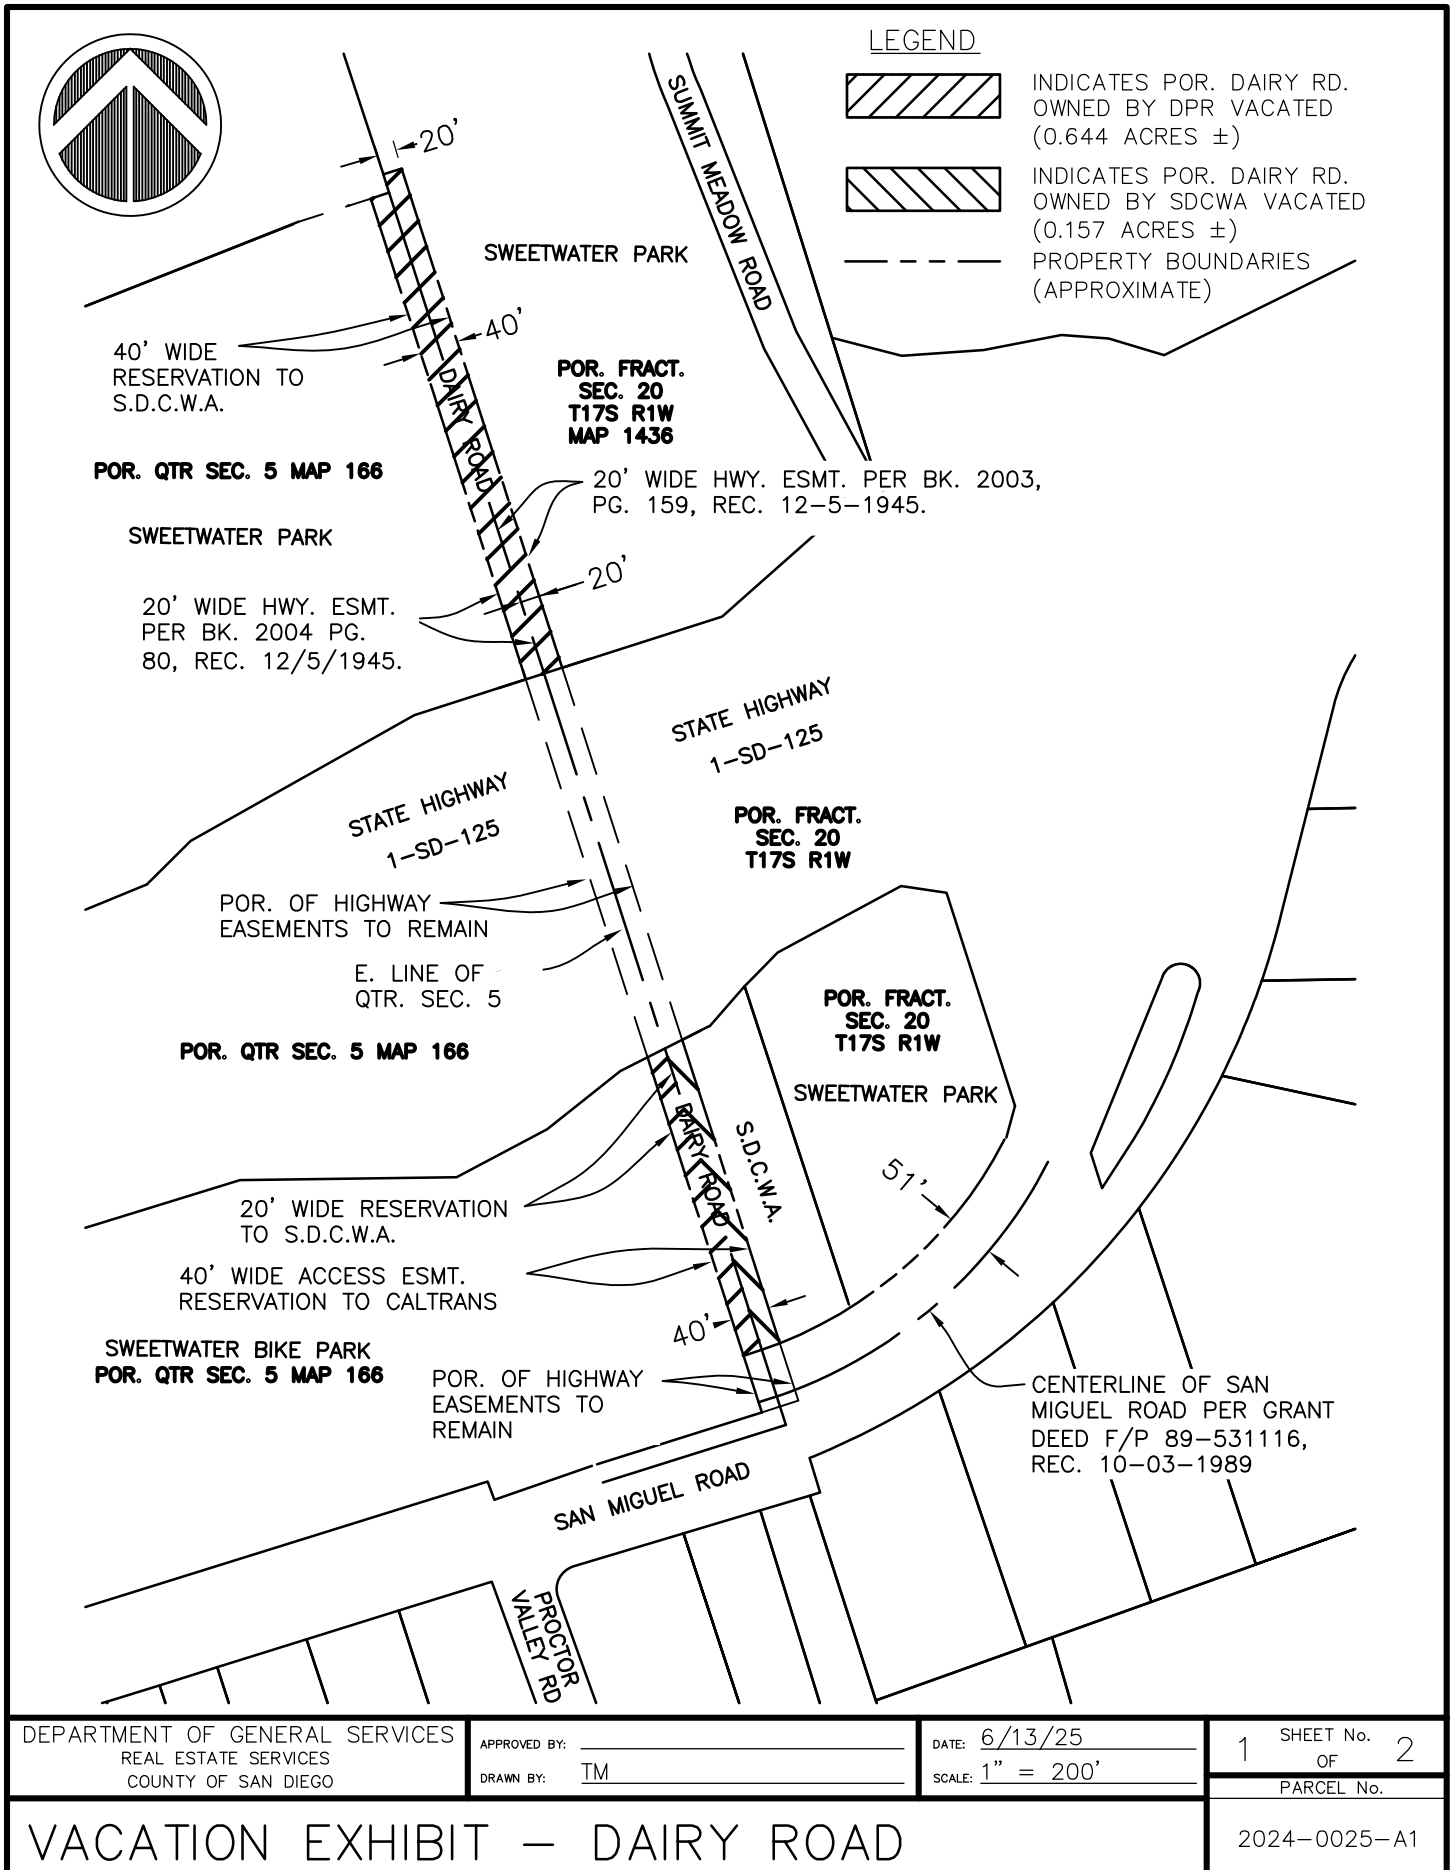 LEGEND
INDICATES POR. DAIRY RD.
OWNED BY DPR VACATED
(0.644 ACRES ±)
INDICATES POR. DAIRY RD.
OWNED BY SDCWA VACATED
(0.157 ACRES ±)
PROPERTY BOUNDARIES
(APPROXIMATE)
20'
SUMMIT MEADOW ROAD
SWEETWATER PARK
40'
40' WIDE
RESERVATION TO
S.D.C.W.A.
POR. FRACT.
SEC. 20
T17S R1W
MAP 1436
DAIRY ROAD
POR. QTR SEC. 5 MAP 166
20' WIDE HWY. ESMT. PER BK. 2003,
PG. 159, REC. 12-5-1945.
SWEETWATER PARK
20'
20' WIDE HWY. ESMT.
PER BK. 2004 PG.
80, REC. 12/5/1945.
STATE HIGHWAY
1-SD-125
STATE HIGHWAY
1-SD-125
POR. FRACT.
SEC. 20
T17S R1W
POR. OF HIGHWAY
EASEMENTS TO REMAIN
E. LINE OF
QTR. SEC. 5
POR. FRACT.
SEC. 20
T17S R1W
POR. QTR SEC. 5 MAP 166
SWEETWATER PARK
DAIRY ROAD
S.D.C.W.A.
51'
20' WIDE RESERVATION
TO S.D.C.W.A.
40' WIDE ACCESS ESMT.
RESERVATION TO CALTRANS
40'
SWEETWATER BIKE PARK
POR. QTR SEC. 5 MAP 166
POR. OF HIGHWAY
EASEMENTS TO
REMAIN
CENTERLINE OF SAN
MIGUEL ROAD PER GRANT
DEED F/P 89-531116,
REC. 10-03-1989
SAN MIGUEL ROAD
PROCTOR
VALLEY RD
DEPARTMENT OF GENERAL SERVICES
REAL ESTATE SERVICES
COUNTY OF SAN DIEGO
APPROVED BY:
DRAWN BY: TM
DATE: 6/13/25
SCALE: 1" = 200'
1 SHEET No. OF 2
PARCEL No.
2024-0025-A1
VACATION EXHIBIT - DAIRY ROAD